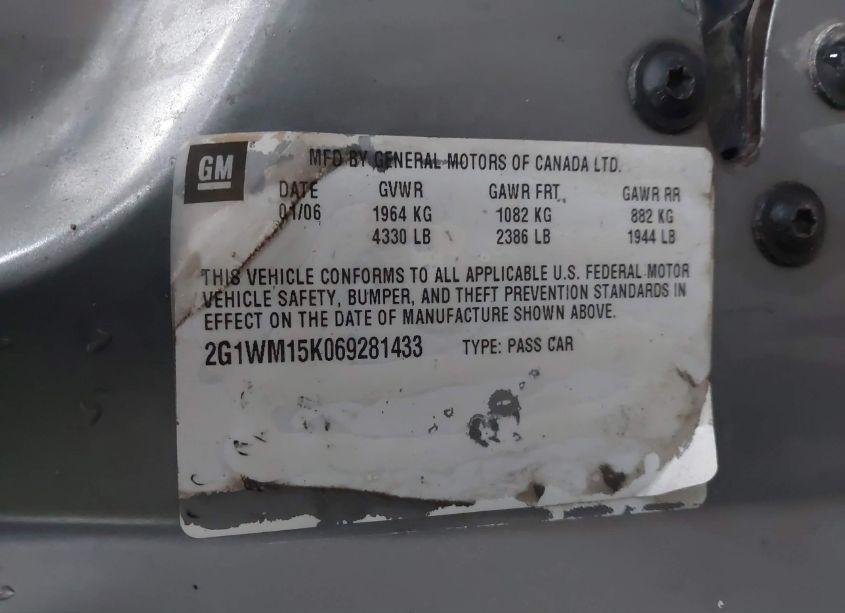 GM
MFD BY GENERAL MOTORS OF CANADA LTD.
DATE GVWR GAWR FRT. GAWR RR
01/06 1964 KG 1082 KG 882 KG
4330 LB 2386 LB 1944 LB
THIS VEHICLE CONFORMS TO ALL APPLICABLE U.S. FEDERAL MOTOR
VEHICLE SAFETY, BUMPER, AND THEFT PREVENTION STANDARDS IN
EFFECT ON THE DATE OF MANUFACTURE SHOWN ABOVE.
2G1WM15K069281433 TYPE: PASS CAR